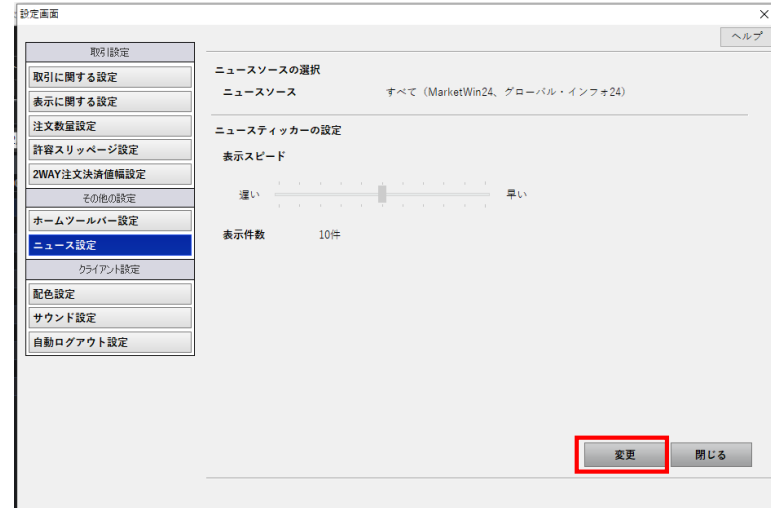 設定画面
ヘルプ
取引設定
取引に関する設定
表示に関する設定
注文数量設定
許容スリッページ設定
2WAY注文決済値幅設定
その他の設定
ホームツールバー設定
ニュース設定
クライアント設定
配色設定
サウンド設定
自動ログアウト設定
ニュースソースの選択
ニュースソース すべて（MarketWin24、グローバル・インフォ24）
ニュースティッカーの設定
表示スピード
遅い 早い
表示件数 10件
変更 閉じる